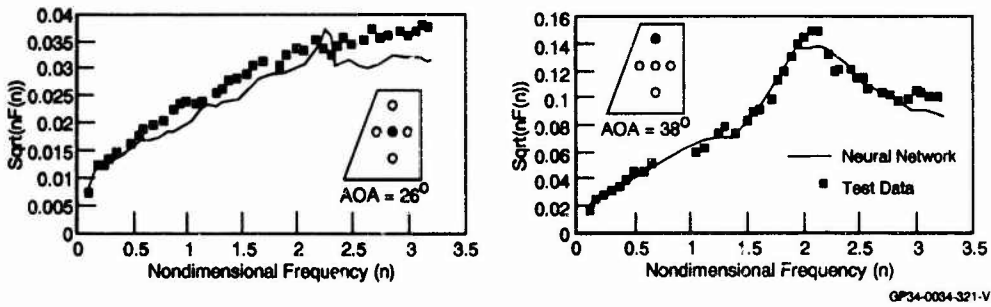 0.04
0.035
0.03
0.025
0.02
0.015
0.01
0.005
0
Sqrt(nF(n))
0 0.5 1 1.5 2 2.5 3 3.5
Nondimensional Frequency (n)
AOA = 26°
0.16
0.14
0.12
0.10
0.08
0.06
0.04
0.02
0
Sqrt(nF(n))
0 0.5 1 1.5 2 2.5 3 3.5
Nondimensional Frequency (n)
AOA = 38°
Neural Network
Test Data
GP34-0034-321-V